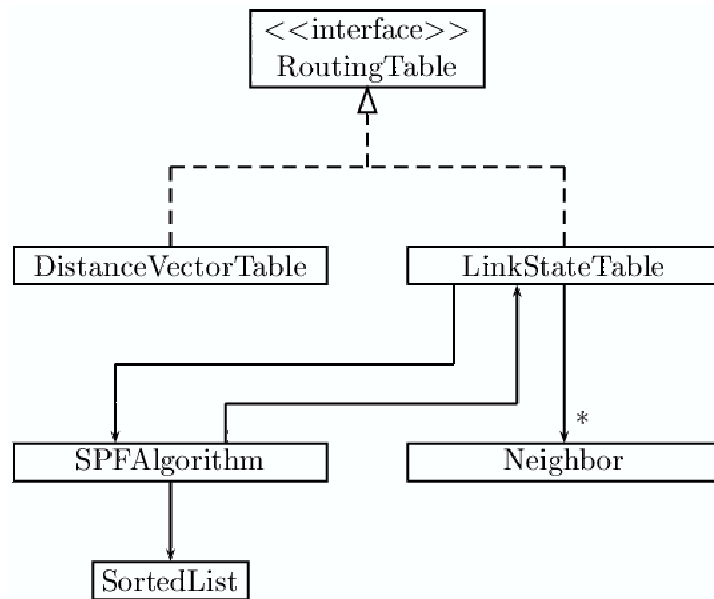 <<interface>>
RoutingTable
DistanceVectorTable
LinkStateTable
*
SPFAlgorithm
Neighbor
SortedList